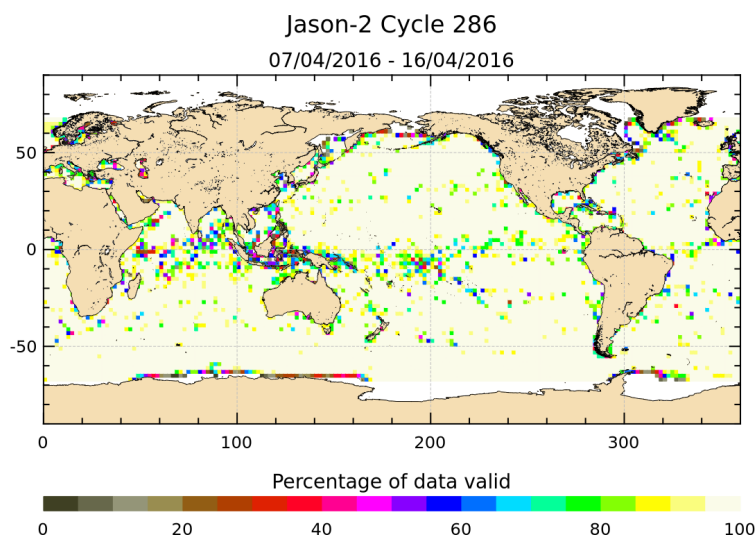 Jason-2 Cycle 286
07/04/2016 - 16/04/2016
50
0
-50
0 100 200 300
Percentage of data valid
0 20 40 60 80 100